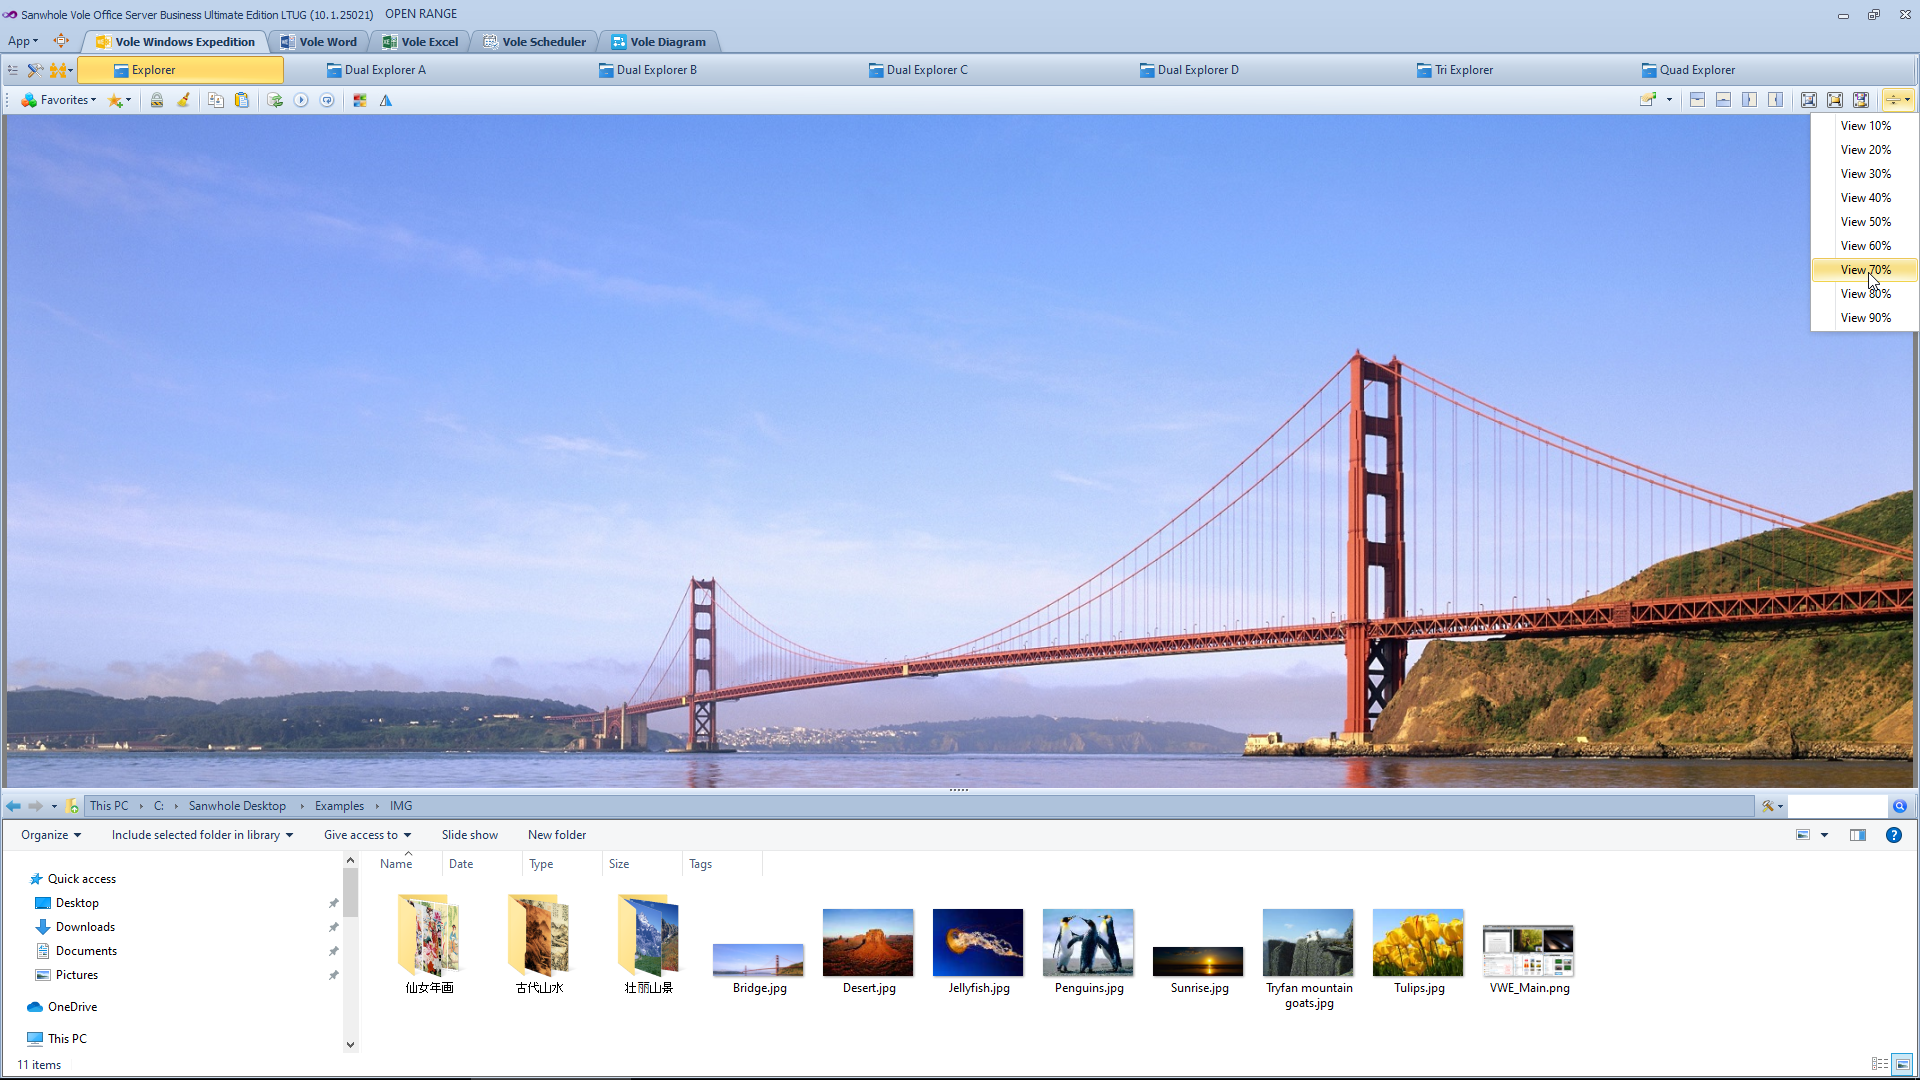 Sanwhole Vole Office Server Business Ultimate Edition LTUG (10.1.25021) OPEN RANGE
App Vole Windows Expedition Vole Word Vole Excel Vole Scheduler Vole Diagram
Explorer Dual Explorer A Dual Explorer B Dual Explorer C Dual Explorer D Tri Explorer Quad Explorer
Favorites
View 10%
View 20%
View 30%
View 40%
View 50%
View 60%
View 70%
View 80%
View 90%
This PC C: Sanwhole Desktop Examples IMG
Organize Include selected folder in library Give access to Slide show New folder
Name Date Type Size Tags
Quick access
Desktop
Downloads
Documents
Pictures
OneDrive
This PC
仙女年画 古代山水 壮丽山景 Bridge.jpg Desert.jpg Jellyfish.jpg Penguins.jpg Sunrise.jpg Tryfan mountain goats.jpg Tulips.jpg VWE_Main.png
11 items